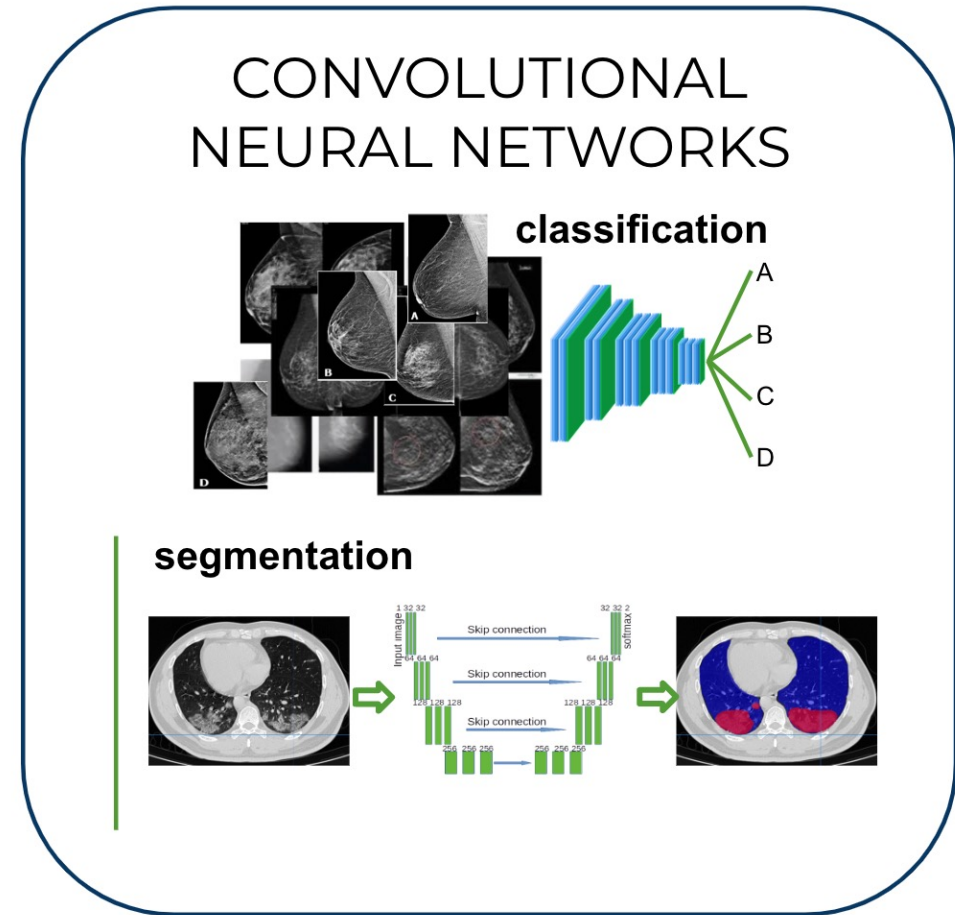 CONVOLUTIONAL
NEURAL NETWORKS
classification
A
B
C
D
A
B
C
D
segmentation
1 32 32
32 32 2
Input image
Skip connection
softmax
64 64 64
64 64 64
Skip connection
128 128 128
128 128 128
Skip connection
256 256 256
256 256 256